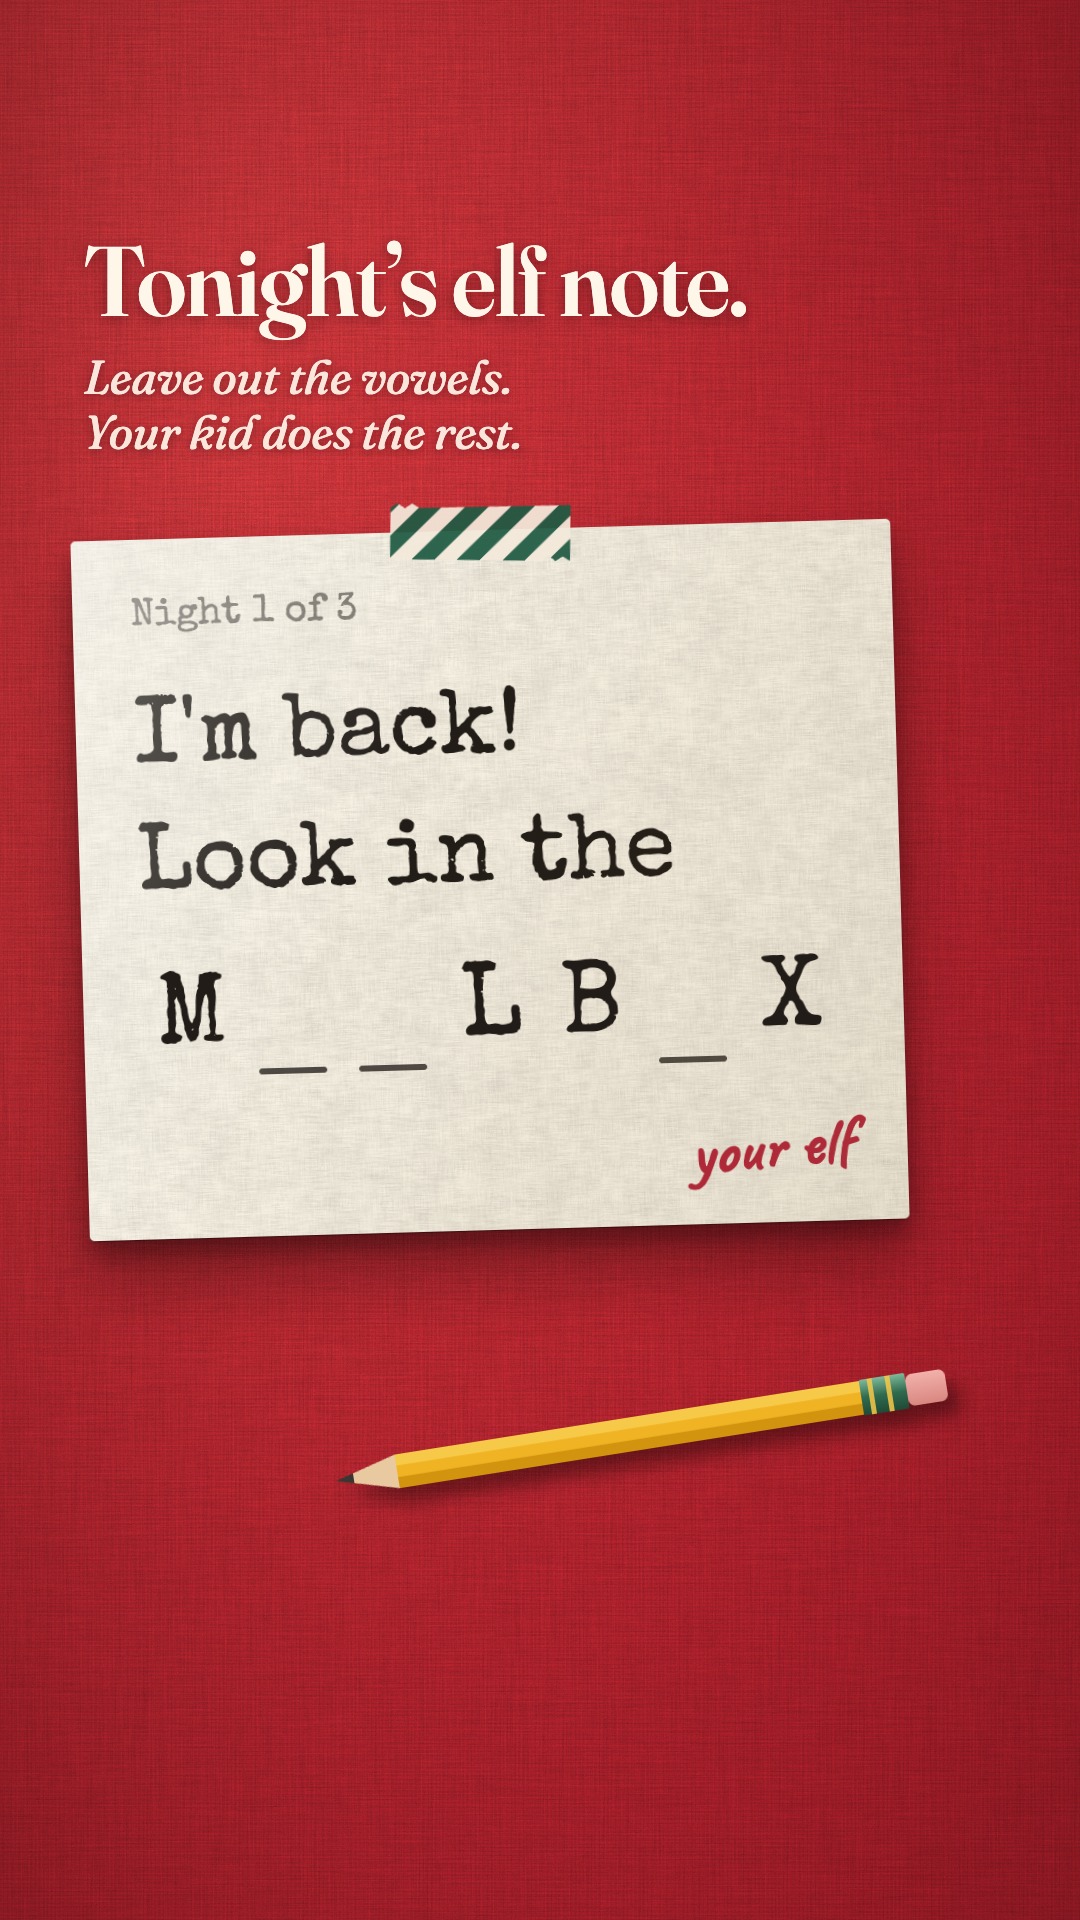 Tonight’s elf note.
Leave out the vowels.
Your kid does the rest.
Night 1 of 3
I'm back!
Look in the
M _ _ L B _ X
your elf